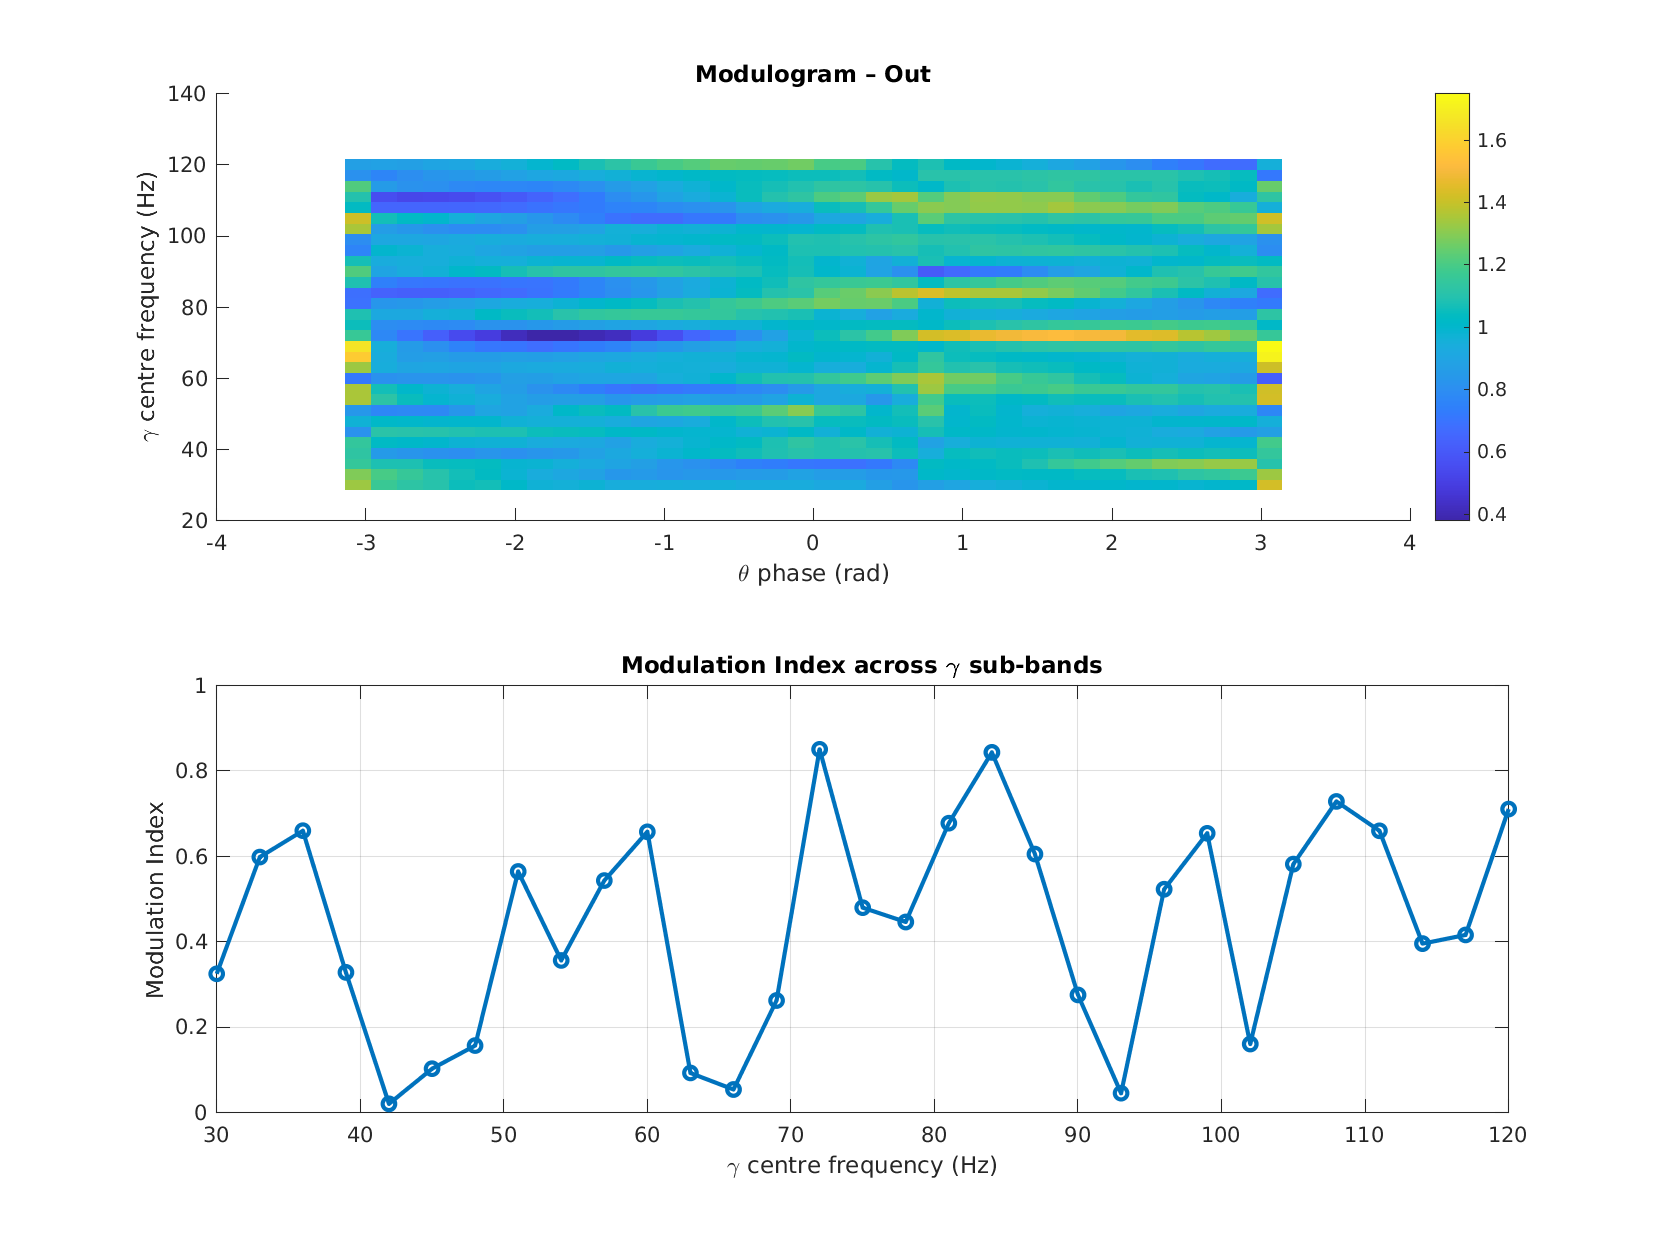 Modulogram – Out
140
120
100
80
60
40
20
γ centre frequency (Hz)
-4 -3 -2 -1 0 1 2 3 4
θ phase (rad)
1.6
1.4
1.2
1
0.8
0.6
0.4
Modulation Index across γ sub-bands
1
0.8
0.6
0.4
0.2
0
Modulation Index
30 40 50 60 70 80 90 100 110 120
γ centre frequency (Hz)